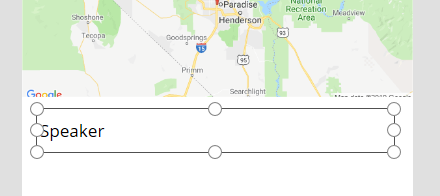 Paradise
National
Recreation
Area
Meadview
Henderson
Shoshone
93
Tecopa
Goodsprings
15
95
Primm
Searchlight
Google
Speaker